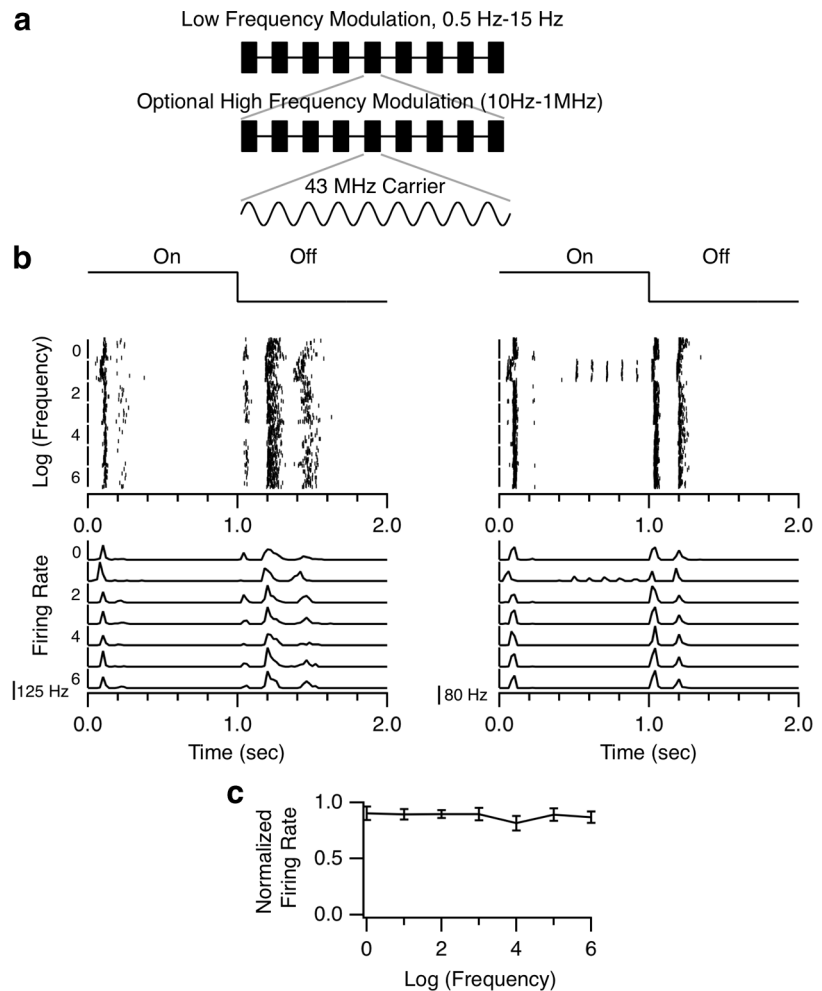 a
Low Frequency Modulation, 0.5 Hz-15 Hz
Optional High Frequency Modulation (10Hz-1MHz)
43 MHz Carrier
b
On Off
On Off
Log (Frequency)
0
2
4
6
0.0 1.0 2.0
0.0 1.0 2.0
Firing Rate
0
2
4
6
125 Hz
80 Hz
0.0 1.0 2.0
0.0 1.0 2.0
Time (sec)
Time (sec)
c
Normalized
Firing Rate
1.0
0.5
0.0
0 2 4 6
Log (Frequency)